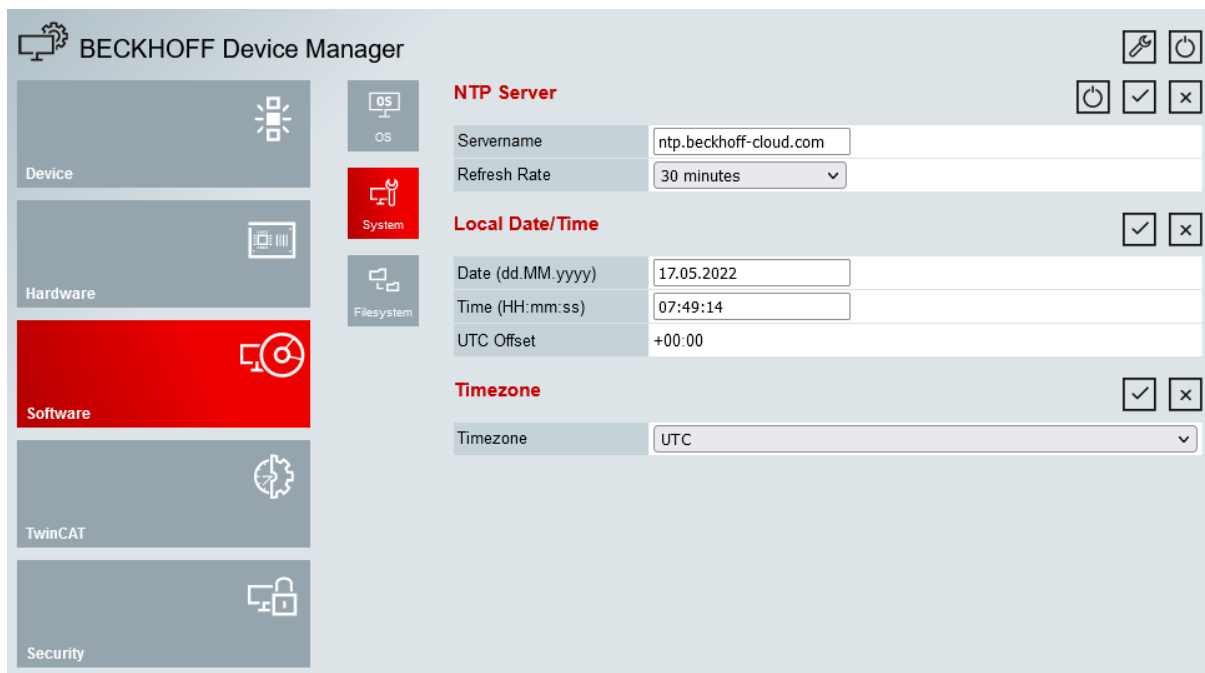 BECKHOFF Device Manager
Device
Hardware
Software
TwinCAT
Security
OS
OS
System
Filesystem
NTP Server
Servername ntp.beckhoff-cloud.com
Refresh Rate 30 minutes
Local Date/Time
Date (dd.MM.yyyy) 17.05.2022
Time (HH:mm:ss) 07:49:14
UTC Offset +00:00
Timezone
Timezone UTC